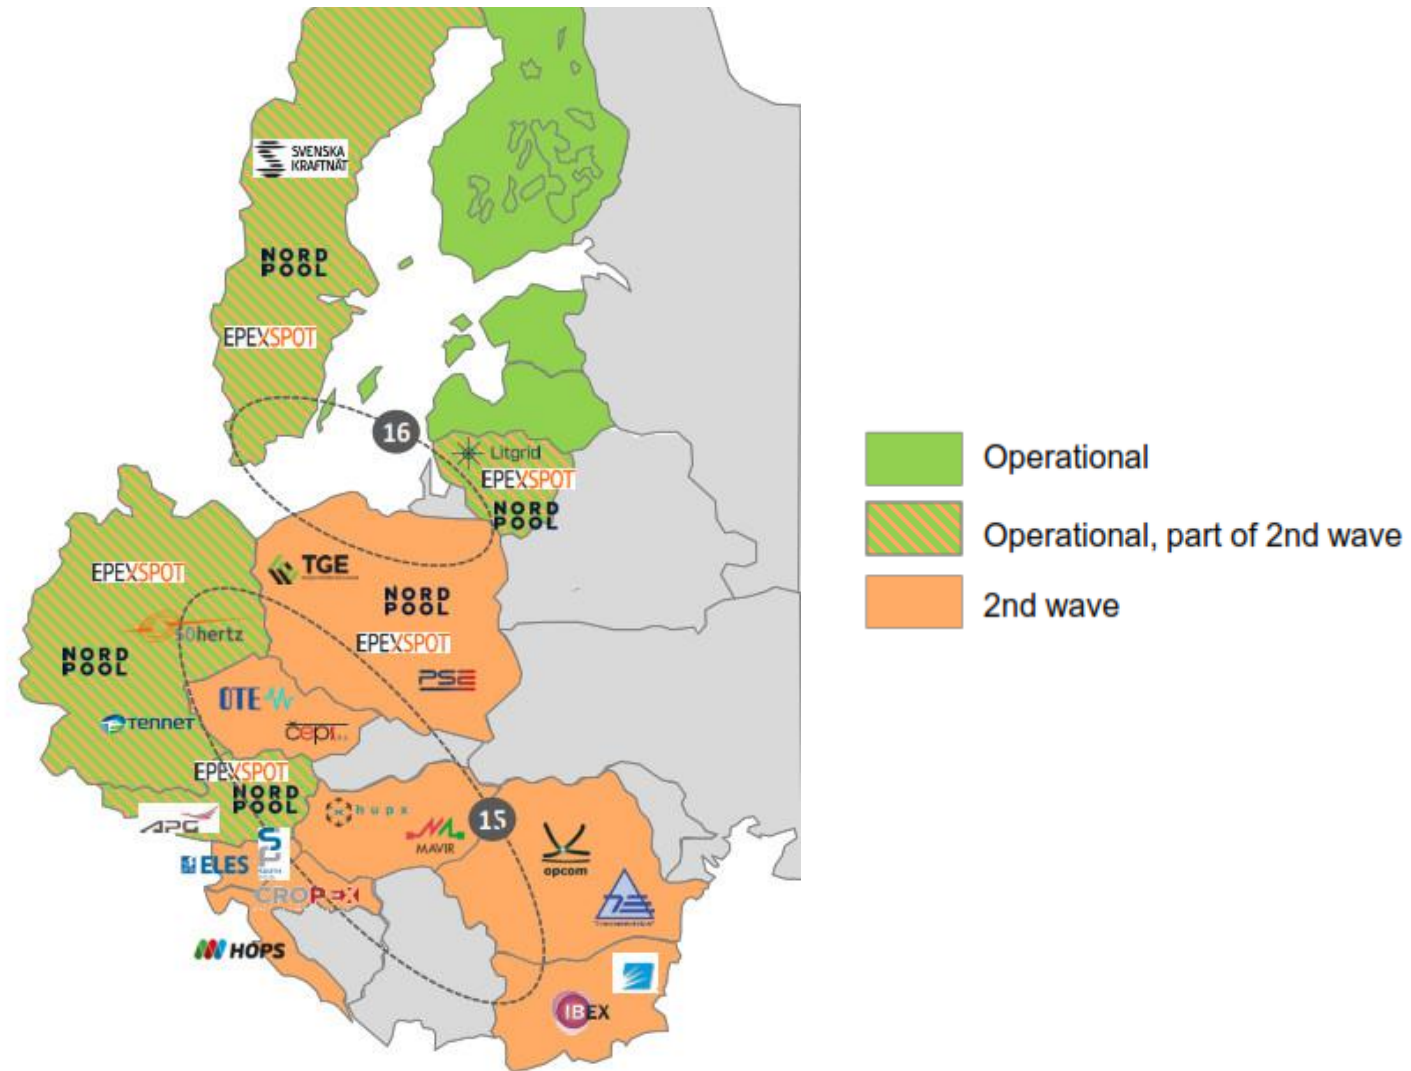 SVENSKA
KRAFTNÄT
NORD
POOL
EPEXSPOT
16
Litgrid
EPEXSPOT
NORD
POOL
Operational
Operational, part of 2nd wave
2nd wave
TGE
EPEXSPOT
NORD
POOL
50hertz
EPEXSPOT
NORD
POOL
PSE
OTE
TENNET
čeps
EPEXSPOT
NORD
POOL
hupx
15
APG
MAVIR
opcom
ELES
CROPEX
HOPS
IBEX